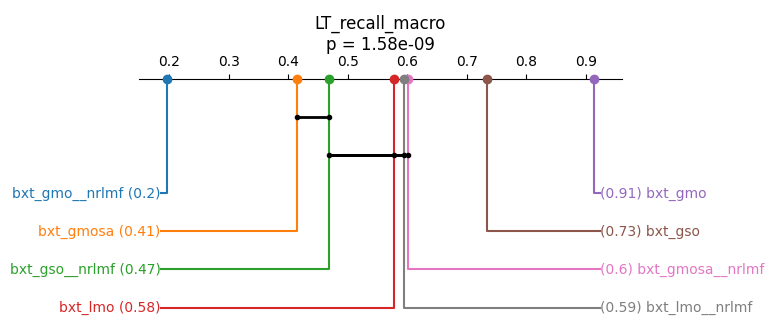 LT_recall_macro
p = 1.58e-09
0.2 0.3 0.4 0.5 0.6 0.7 0.8 0.9
bxt_gmo__nrlmf (0.2) (0.91) bxt_gmo
bxt_gmosa (0.41) (0.73) bxt_gso
bxt_gso__nrlmf (0.47) (0.6) bxt_gmosa__nrlmf
bxt_lmo (0.58) (0.59) bxt_lmo__nrlmf